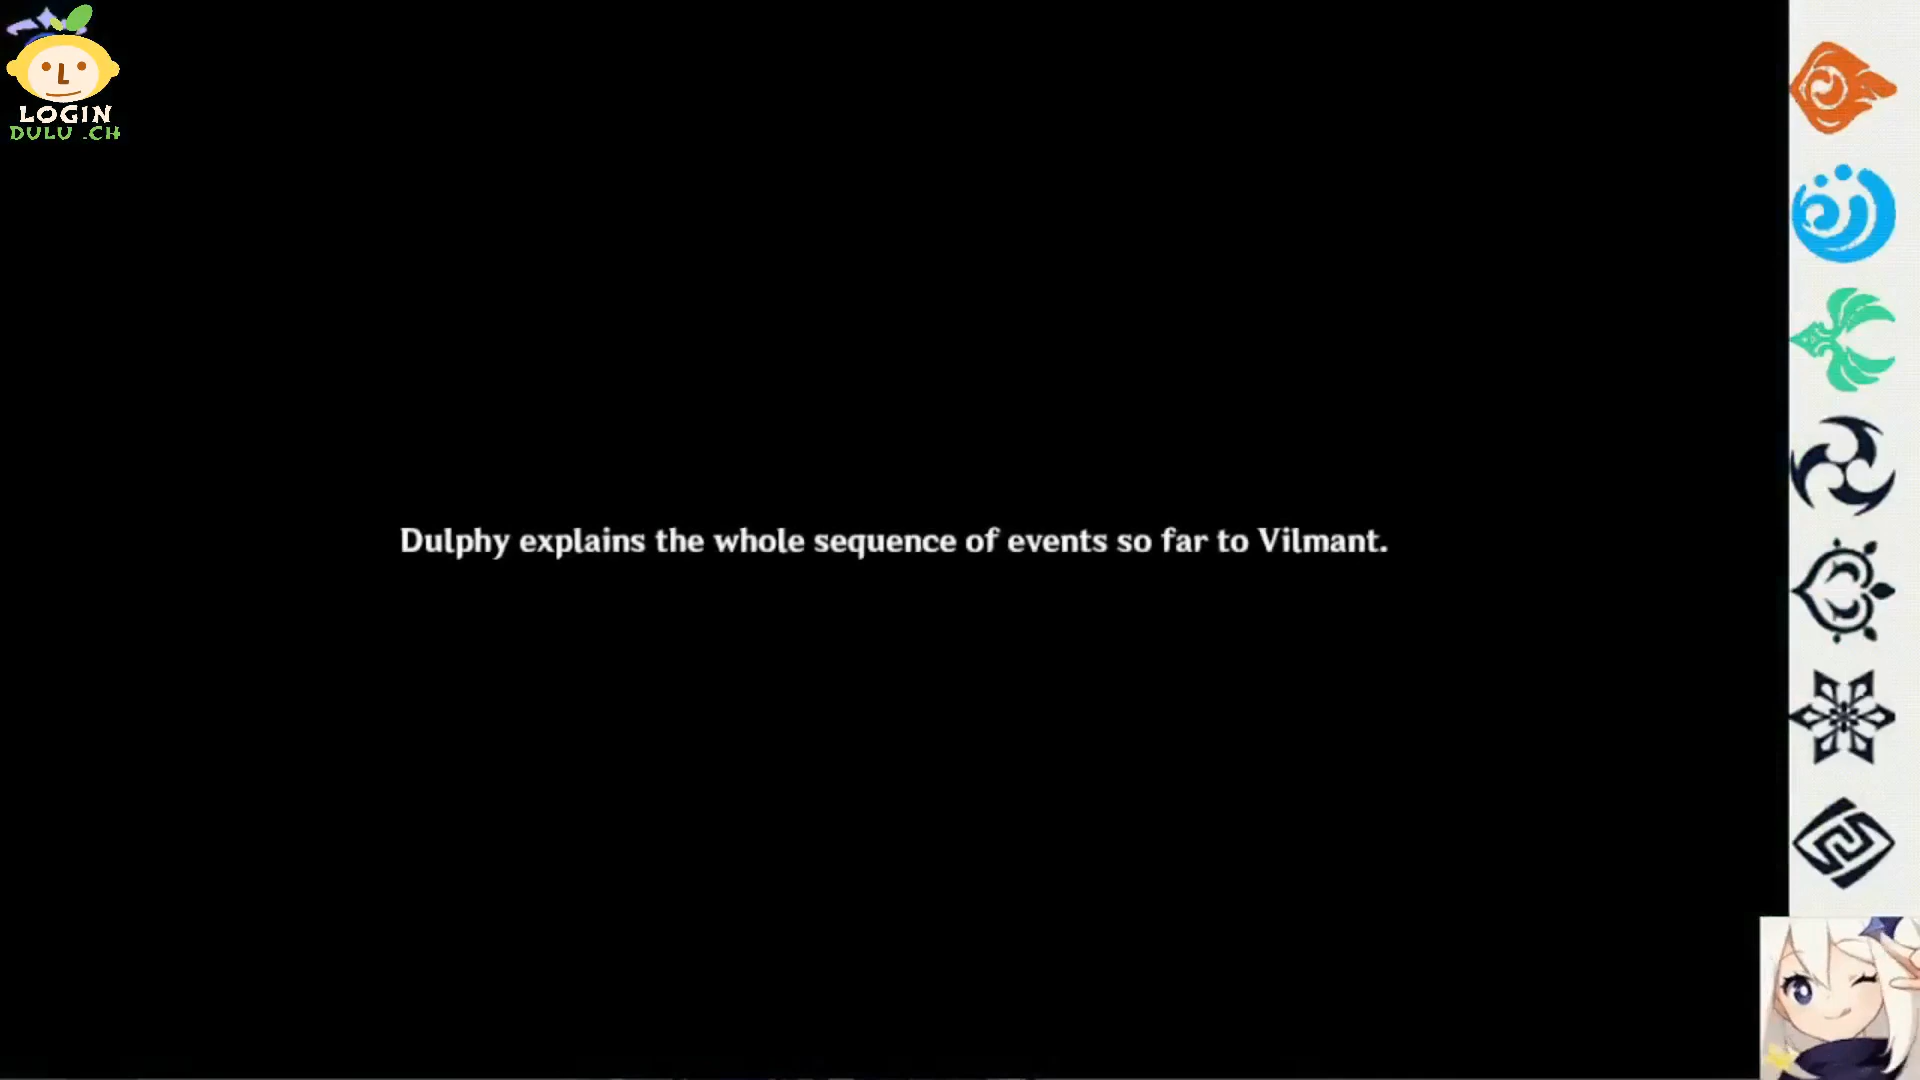 L
LOGIN
DULU .CH
Dulphy explains the whole sequence of events so far to Vilmant.